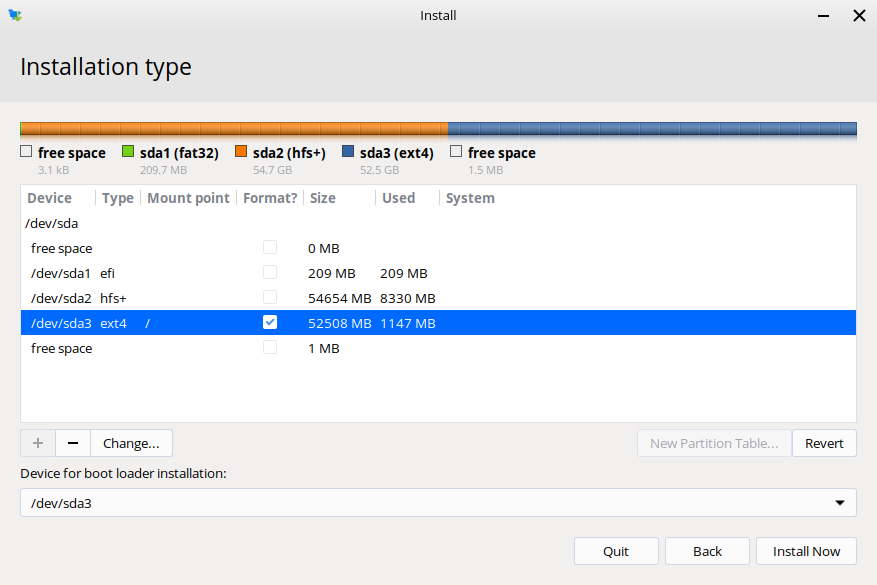 Install
Installation type
free space sda1 (fat32) sda2 (hfs+) sda3 (ext4) free space
3.1 kB 209.7 MB 54.7 GB 52.5 GB 1.5 MB
Device Type Mount point Format? Size Used System
/dev/sda
free space 0 MB
/dev/sda1 efi 209 MB 209 MB
/dev/sda2 hfs+ 54654 MB 8330 MB
/dev/sda3 ext4 / 52508 MB 1147 MB
free space 1 MB
+ − Change... New Partition Table... Revert
Device for boot loader installation:
/dev/sda3
Quit Back Install Now